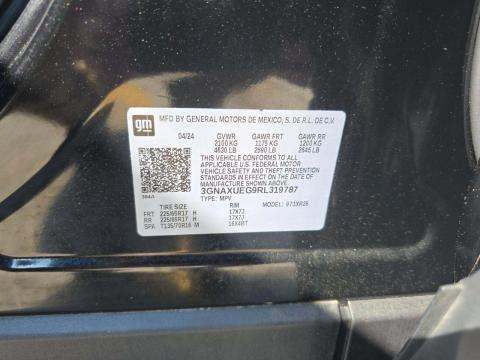 gm
MFD BY GENERAL MOTORS DE MEXICO, S. DE R.L. DE C.V.
04/24 GVWR GAWR FRT GAWR RR
2100 KG 1175 KG 1200 KG
4630 LB 2590 LB 2645 LB
THIS VEHICLE CONFORMS TO ALL
APPLICABLE U.S. FEDERAL MOTOR
VEHICLE SAFETY, BUMPER, AND
THEFT PREVENTION STANDARDS IN
EFFECT ON THE DATE OF
MANUFACTURE SHOWN ABOVE.
3GNAXUEG9RL319787
TYPE: MPV
TIRE SIZE RIM MODEL:
FRT 225/65R17 H 17X7J
RR 225/65R17 H 17X7J
SPA T135/70R16 M 16X4BT